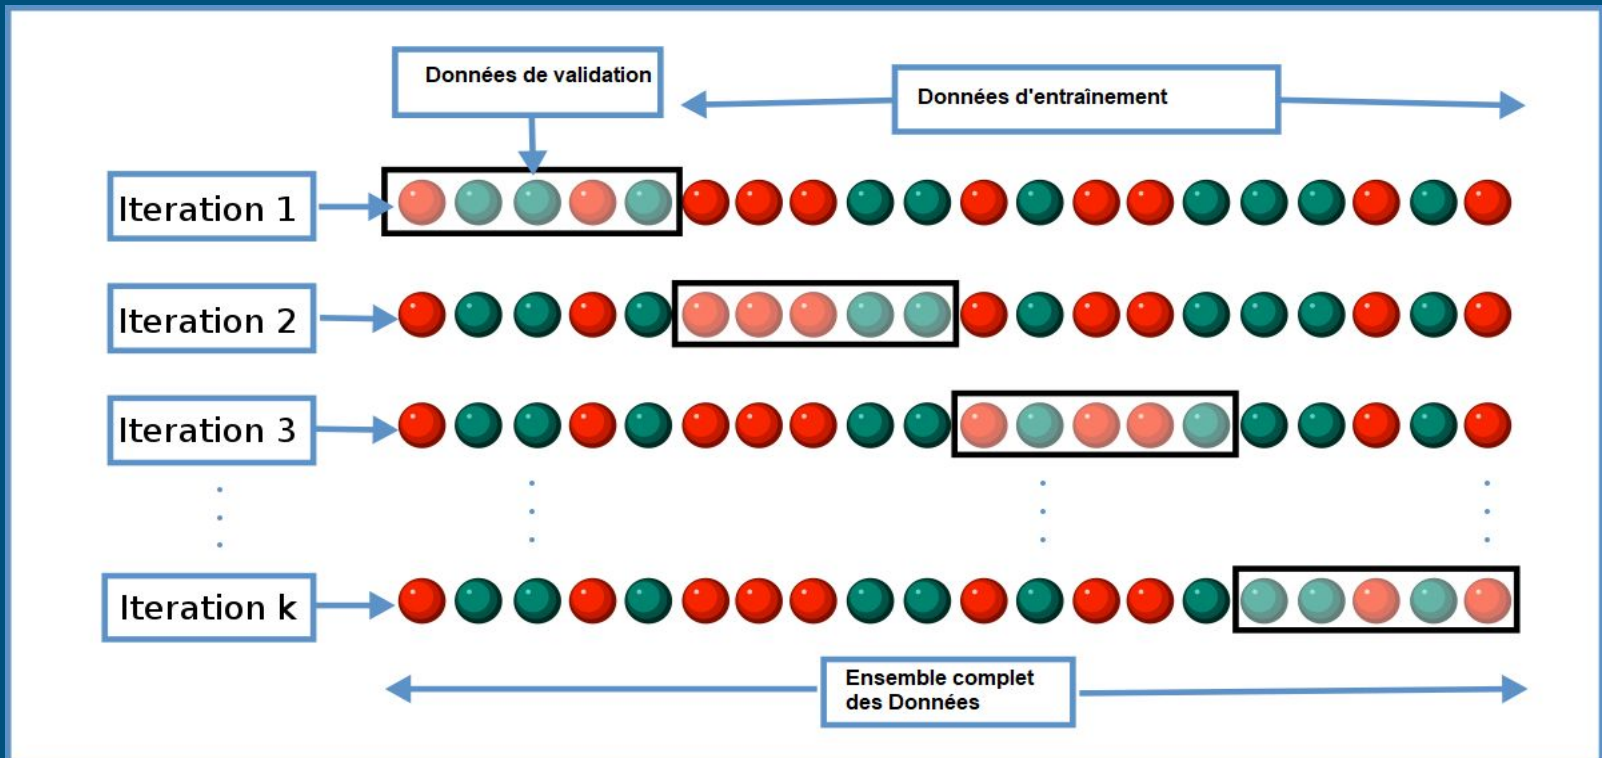 Données de validation
Données d'entraînement
Iteration 1
Iteration 2
Iteration 3
Iteration k
Ensemble complet
des Données